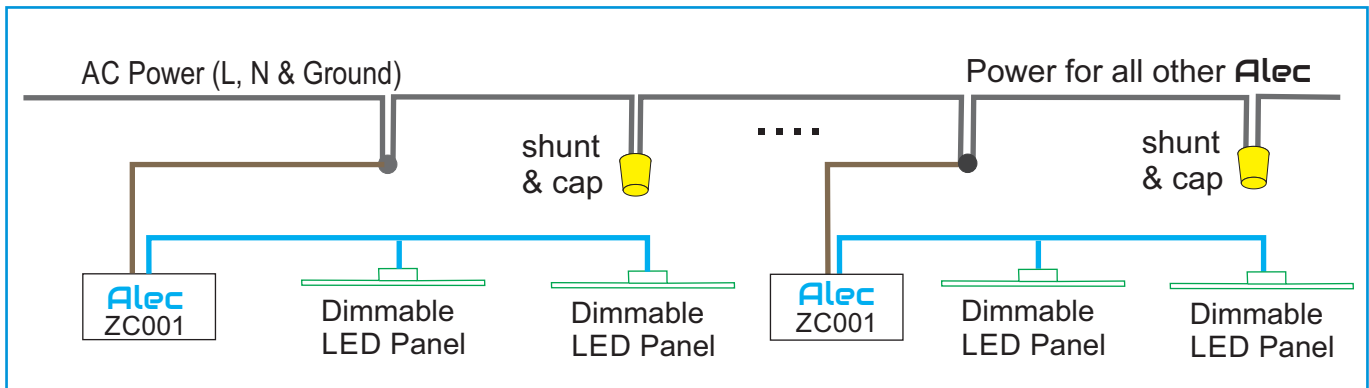 AC Power (L, N & Ground)
Power for all other Alec
shunt
& cap
....
shunt
& cap
Alec
ZC001
Dimmable
LED Panel
Dimmable
LED Panel
Alec
ZC001
Dimmable
LED Panel
Dimmable
LED Panel